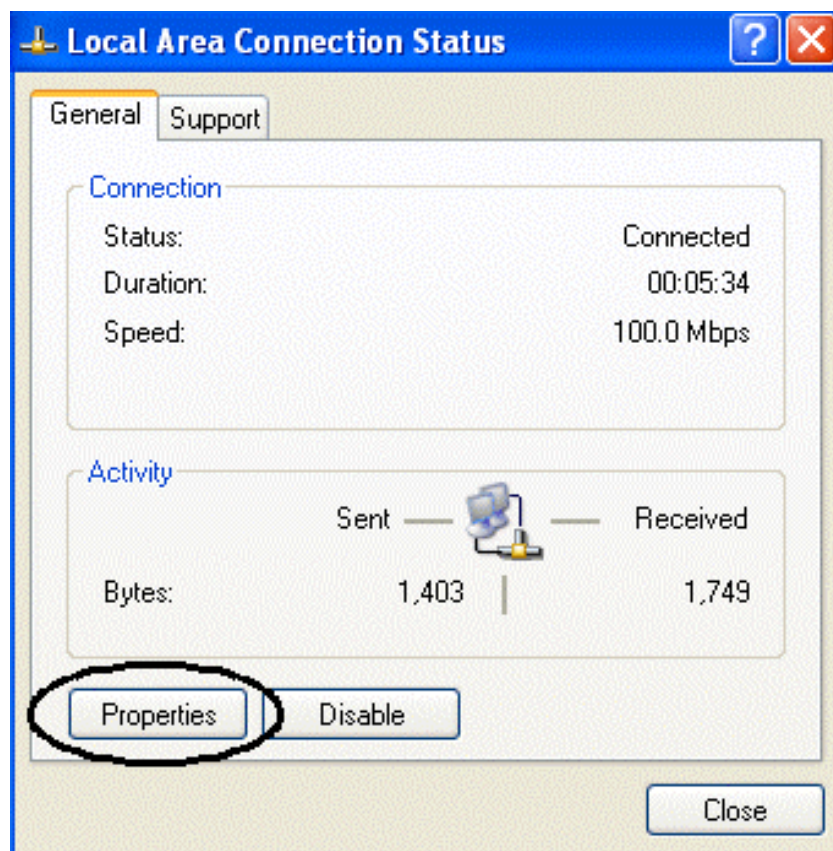 Local Area Connection Status
General Support
Connection
Status: Connected
Duration: 00:05:34
Speed: 100.0 Mbps
Activity
Sent Received
Bytes: 1,403 1,749
Properties Disable
Close